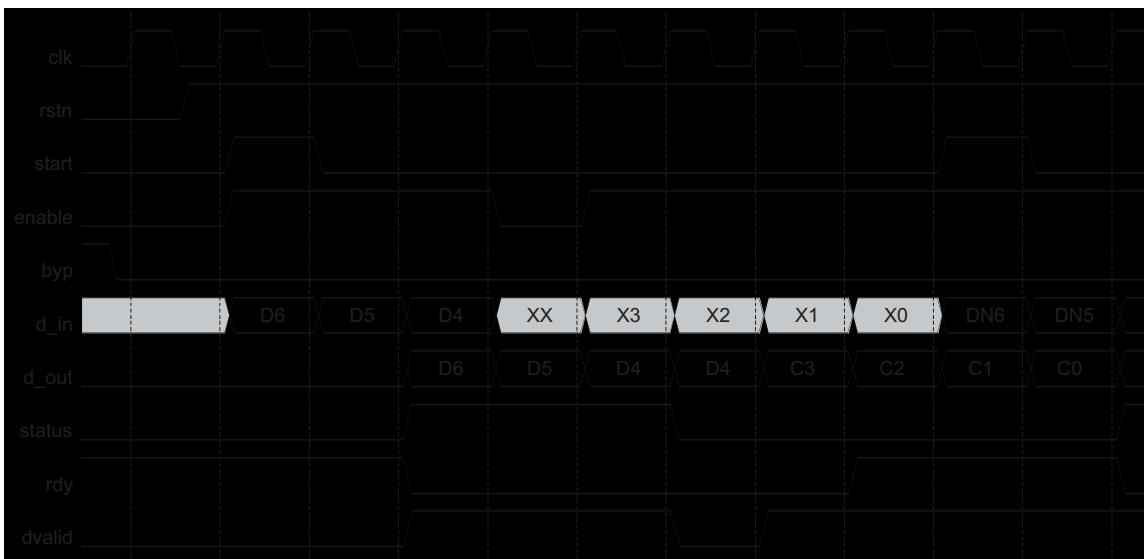 clk
rstn
start
enable
byp
d_in D6 D5 D4 XX X3 X2 X1 X0 DN6 DN5
d_out D6 D5 D4 D4 C3 C2 C1 C0
status
rdy
dvalid